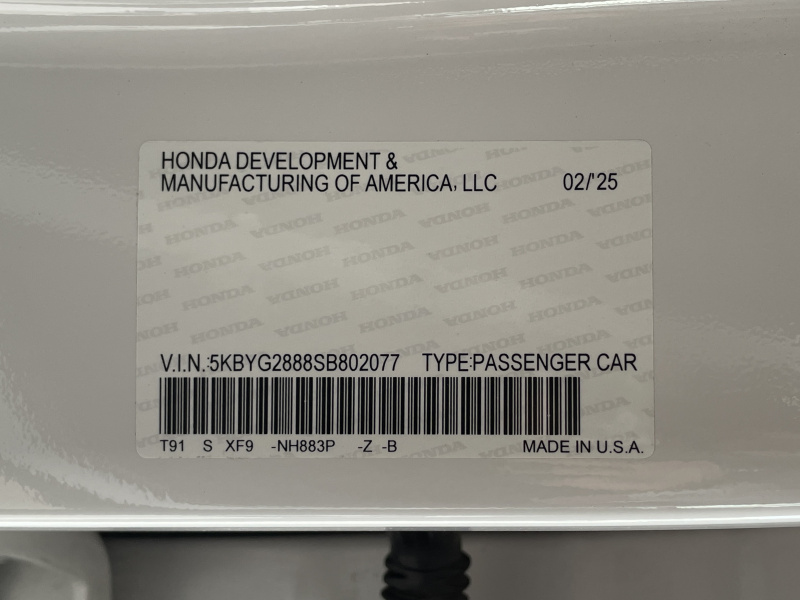 HONDA DEVELOPMENT &
MANUFACTURING OF AMERICA, LLC 02/'25
V.I.N.:5KBYG2888SB802077 TYPE:PASSENGER CAR
T91 S XF9 -NH883P -Z -B MADE IN U.S.A.